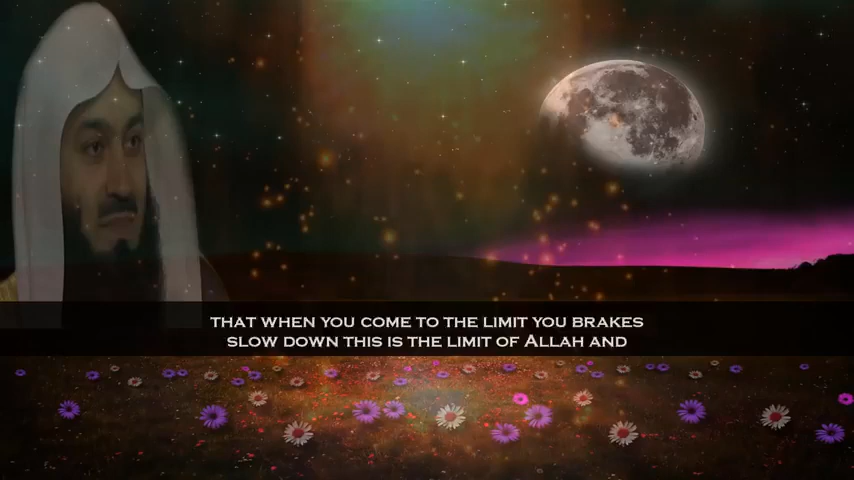 THAT WHEN YOU COME TO THE LIMIT YOU BRAKES
SLOW DOWN THIS IS THE LIMIT OF ALLAH AND